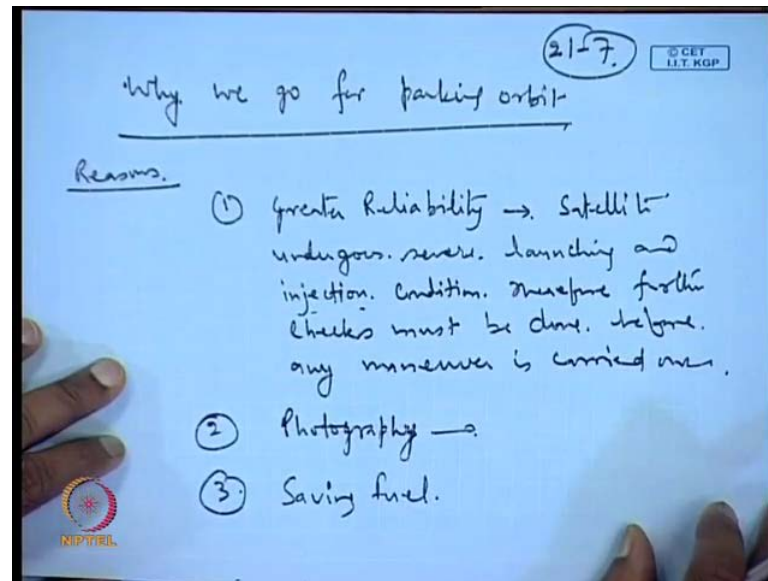 21-7.
© CET
I.I.T. KGP
Why we go for parking orbit
Reasons.
① Greater Reliability → Satellite
undergoes. severe. launching and
injection. Condition. Therefore further
checks must be done. before.
any maneuver is carried out.
② Photography →
③ Saving fuel.
NPTEL